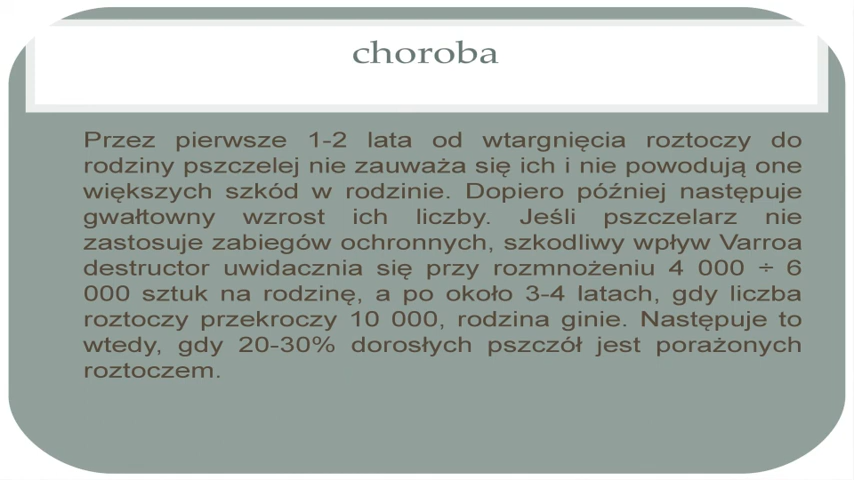 choroba
Przez pierwsze 1-2 lata od wtargnięcia roztoczy do
rodziny pszczelej nie zauważa się ich i nie powodują one
większych szkód w rodzinie. Dopiero później następuje
gwałtowny wzrost ich liczby. Jeśli pszczelarz nie
zastosuje zabiegów ochronnych, szkodliwy wpływ Varroa
destructor uwidacznia się przy rozmnożeniu 4 000 ÷ 6
000 sztuk na rodzinę, a po około 3-4 latach, gdy liczba
roztoczy przekroczy 10 000, rodzina ginie. Następuje to
wtedy, gdy 20-30% dorosłych pszczół jest porażonych
roztoczem.